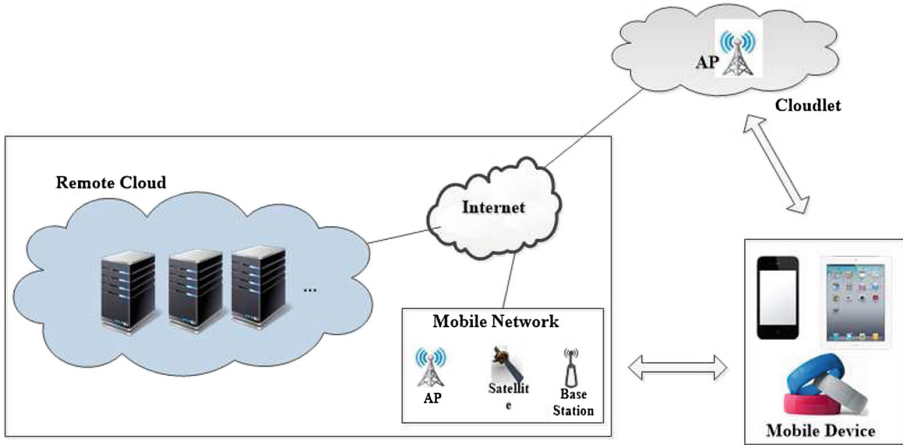 AP
Cloudlet
Remote Cloud
Internet
...
Mobile Network
AP
Satellit
e
Base
Station
Mobile Device